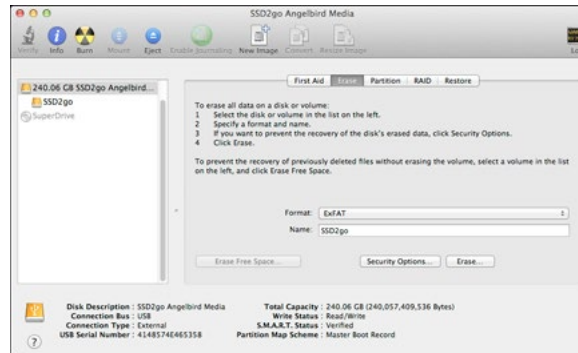 SSD2go Angelbird Media
Verify Info Burn Mount Eject Enable Journaling New Image Convert Resize Image Lo
240.06 GB SSD2go Angelbird...
SSD2go
SuperDrive
First Aid Erase Partition RAID Restore
To erase all data on a disk or volume:
1 Select the disk or volume in the list on the left.
2 Specify a format and name.
3 If you want to prevent the recovery of the disk's erased data, click Security Options.
4 Click Erase.
To prevent the recovery of previously deleted files without erasing the volume, select a volume in the list
on the left, and click Erase Free Space.
Format: ExFAT
Name: SSD2go
Erase Free Space... Security Options... Erase...
Disk Description : SSD2go Angelbird Media Total Capacity : 240.06 GB (240,057,409,536 Bytes)
Connection Bus : USB Write Status : Read/Write
Connection Type : External S.M.A.R.T. Status : Verified
USB Serial Number : 4148574E465358 Partition Map Scheme : Master Boot Record
?